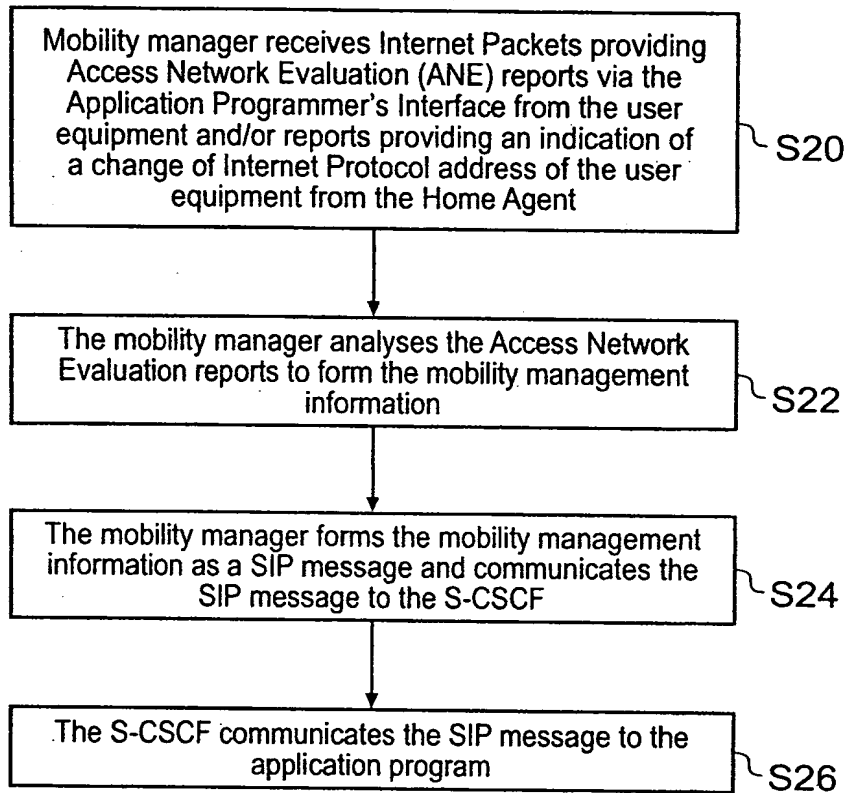 Mobility manager receives Internet Packets providing
Access Network Evaluation (ANE) reports via the
Application Programmer's Interface from the user
equipment and/or reports providing an indication of
a change of Internet Protocol address of the user
equipment from the Home Agent
S20
The mobility manager analyses the Access Network
Evaluation reports to form the mobility management
information
S22
The mobility manager forms the mobility management
information as a SIP message and communicates the
SIP message to the S-CSCF
S24
The S-CSCF communicates the SIP message to the
application program
S26